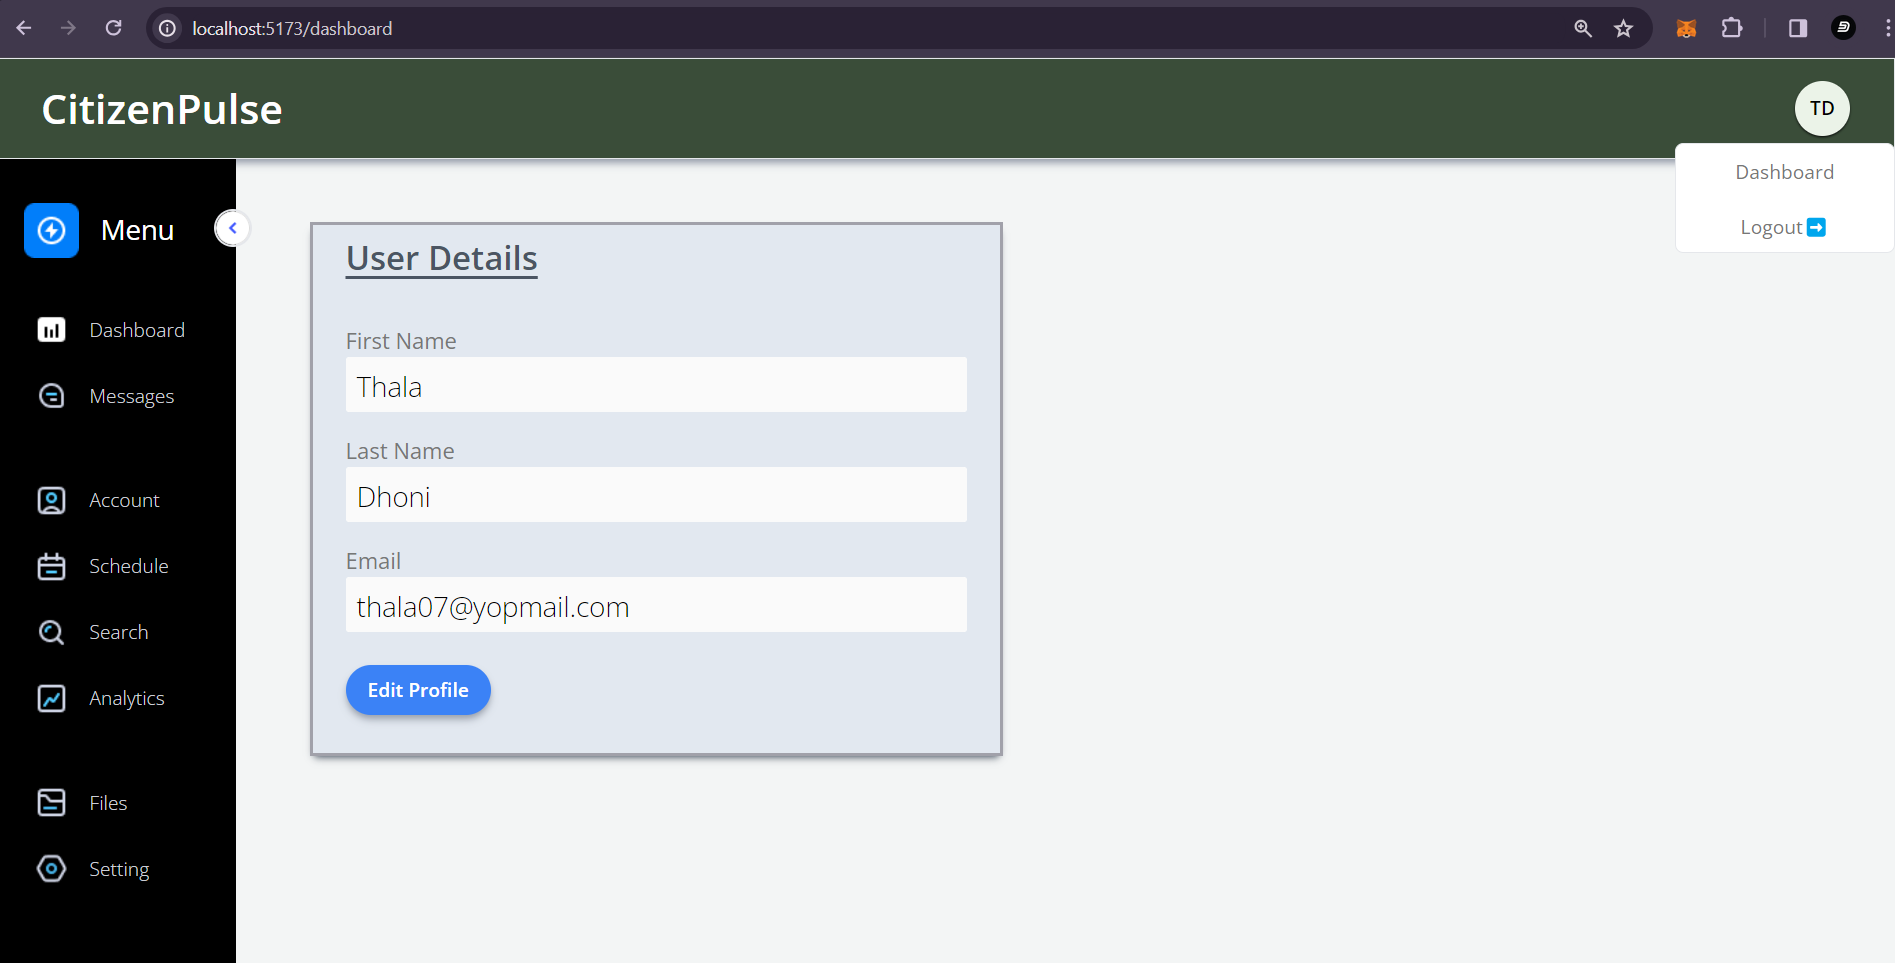 localhost:5173/dashboard
CitizenPulse
TD
Dashboard
Logout
Menu
Dashboard
Messages
Account
Schedule
Search
Analytics
Files
Setting
User Details
First Name
Thala
Last Name
Dhoni
Email
thala07@yopmail.com
Edit Profile